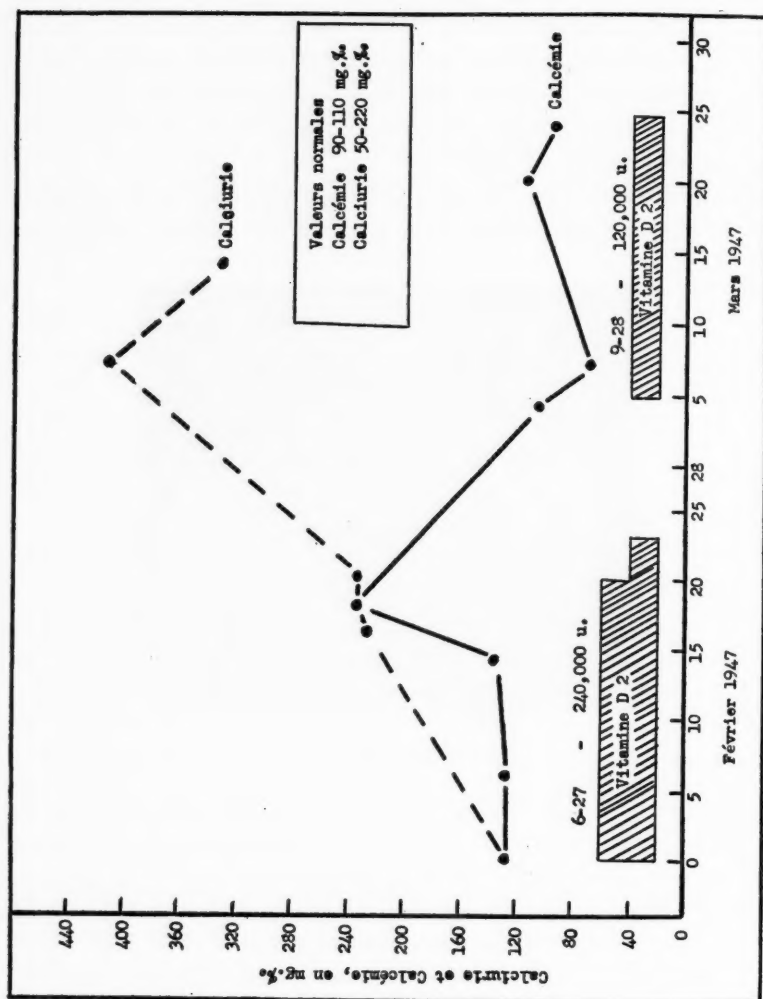 Calciurie et Calcémie, en mg.‰
440
400
360
320
280
240
200
160
120
80
40
0
Valeurs normales
Calcémie 90-110 mg.‰
Calciurie 50-220 mg.‰
Calciurie
Calcémie
6-27 - 240,000 u.
Vitamine D 2
9-28 - 120,000 u.
Vitamine D 2
0 5 10 15 20 25 28 5 10 15 20 25 30
Février 1947 Mars 1947